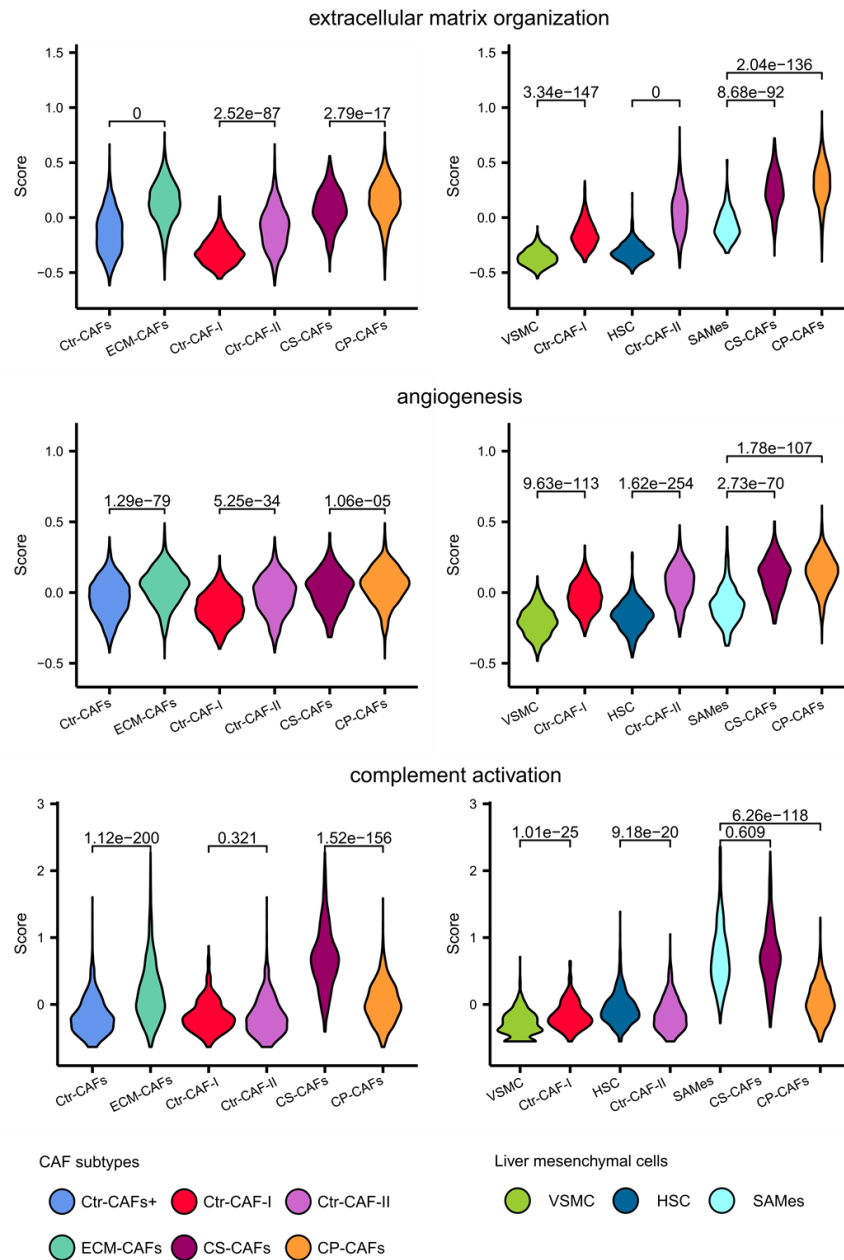 extracellular matrix organization
1.5
1.0
0.5
0.0
−0.5
Score
0
2.52e−87
2.79e−17
Ctr-CAFs
ECM-CAFs
Ctr-CAF-I
Ctr-CAF-II
CS-CAFs
CP-CAFs
1.5
1.0
0.5
0.0
−0.5
Score
2.04e−136
3.34e−147
0
8.68e−92
VSMC
Ctr-CAF-I
HSC
Ctr-CAF-II
SAMes
CS-CAFs
CP-CAFs
angiogenesis
1.0
0.5
0.0
−0.5
Score
1.29e−79
5.25e−34
1.06e−05
Ctr-CAFs
ECM-CAFs
Ctr-CAF-I
Ctr-CAF-II
CS-CAFs
CP-CAFs
1.0
0.5
0.0
−0.5
Score
1.78e−107
9.63e−113
1.62e−254
2.73e−70
VSMC
Ctr-CAF-I
HSC
Ctr-CAF-II
SAMes
CS-CAFs
CP-CAFs
complement activation
3
2
1
0
Score
1.12e−200
0.321
1.52e−156
Ctr-CAFs
ECM-CAFs
Ctr-CAF-I
Ctr-CAF-II
CS-CAFs
CP-CAFs
3
2
1
0
Score
6.26e−118
1.01e−25
9.18e−20
0.609
VSMC
Ctr-CAF-I
HSC
Ctr-CAF-II
SAMes
CS-CAFs
CP-CAFs
CAF subtypes
Ctr-CAFs+ Ctr-CAF-I Ctr-CAF-II
ECM-CAFs CS-CAFs CP-CAFs
Liver mesenchymal cells
VSMC HSC SAMes